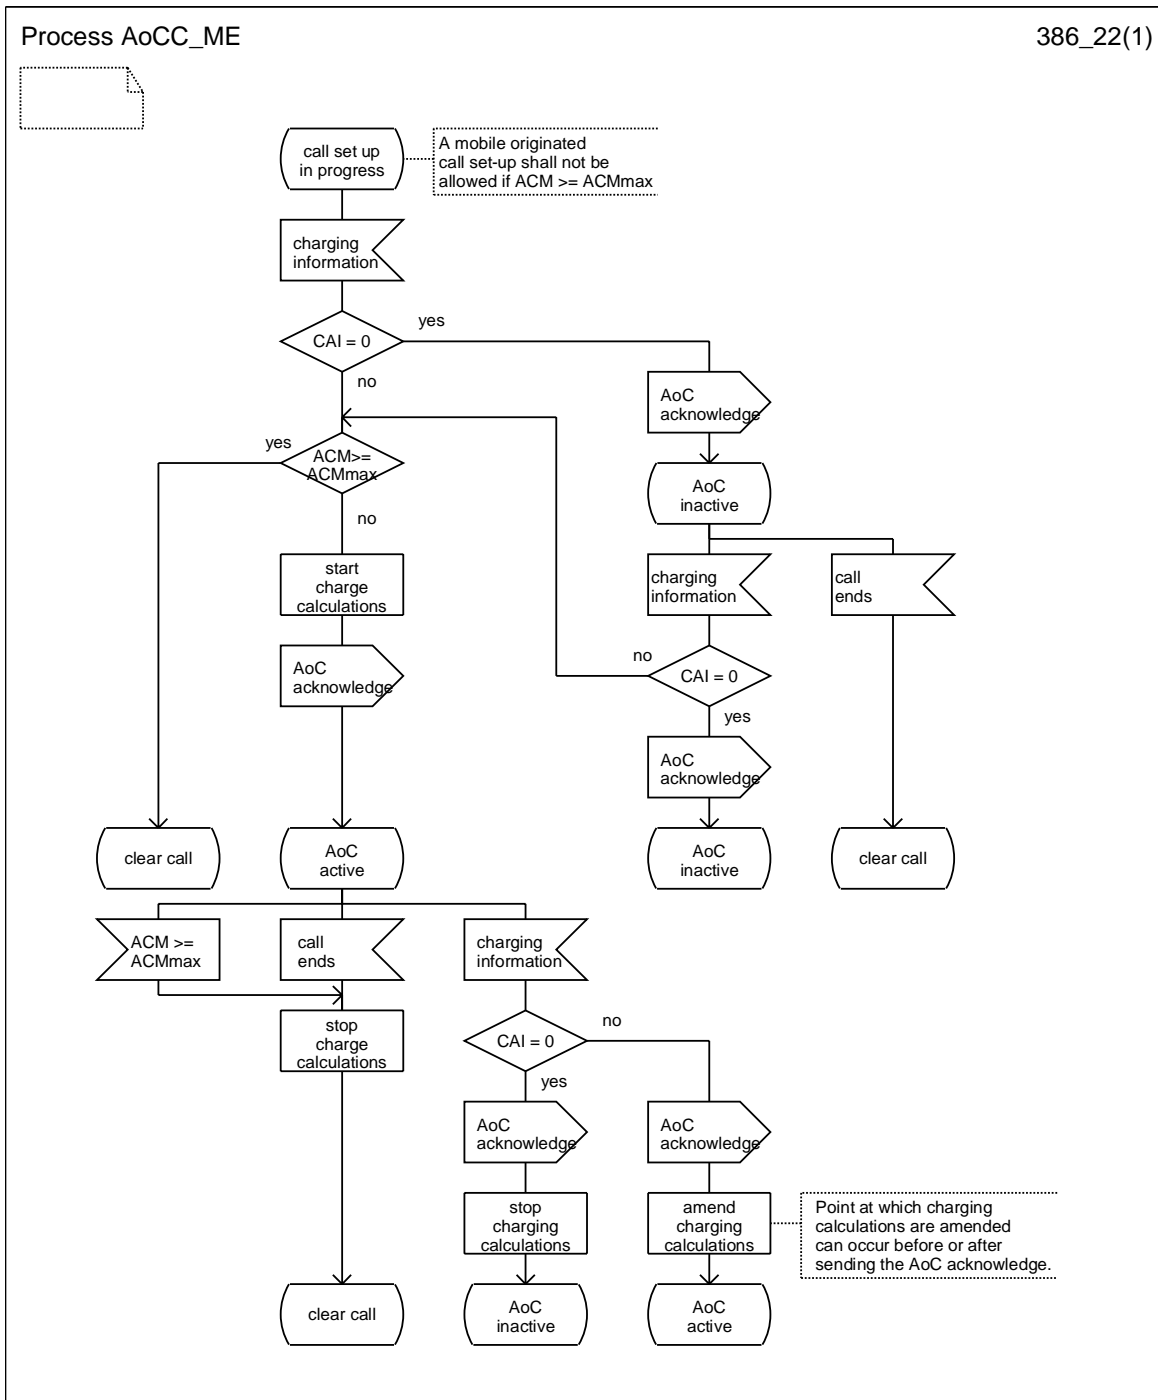 Process AoCC_ME
386_22(1)
call set up
in progress
A mobile originated
call set-up shall not be
allowed if ACM >= ACMmax
charging
information
CAI = 0
yes
no
AoC
acknowledge
yes
ACM>=
ACMmax
no
AoC
inactive
start
charge
calculations
charging
information
call
ends
AoC
acknowledge
no
CAI = 0
yes
AoC
acknowledge
clear call
AoC
active
AoC
inactive
clear call
ACM >=
ACMmax
call
ends
charging
information
stop
charge
calculations
CAI = 0
no
yes
AoC
acknowledge
AoC
acknowledge
stop
charging
calculations
amend
charging
calculations
Point at which charging
calculations are amended
can occur before or after
sending the AoC acknowledge.
clear call
AoC
inactive
AoC
active